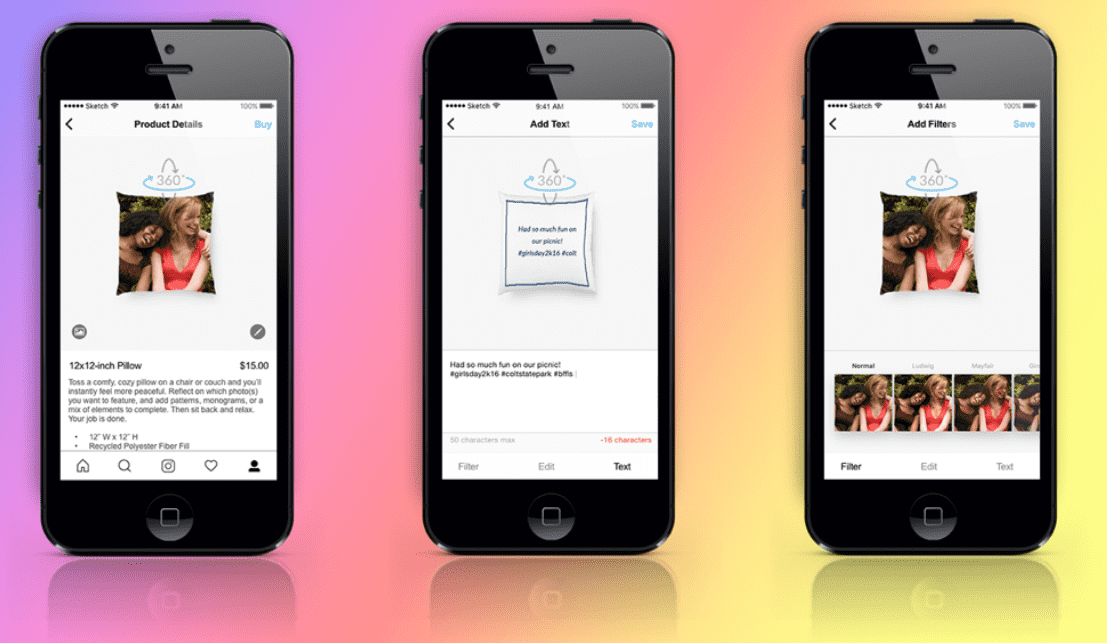 Sketch 9:41 AM 100%
Product Details Buy
360°
12x12-inch Pillow $15.00
Toss a comfy, cozy pillow on a chair or couch and you'll
instantly feel more peaceful. Reflect on which photo(s)
you want to feature, and add patterns, monograms, or a
mix of elements to complete. Then sit back and relax.
Your job is done.
• 12" W x 12" H
• Recycled Polyester Fiber Fill
Sketch 9:41 AM 100%
Add Text Save
360°
Had so much fun on
our picnic!
#girlsday2k16 #colt
Had so much fun on our picnic!
#girlsday2k16 #coltstatepark #bffls
50 characters max -16 characters
Filter Edit Text
Sketch 9:41 AM 100%
Add Filters Save
360°
Normal Ludwig Mayfair
Filter Edit Text